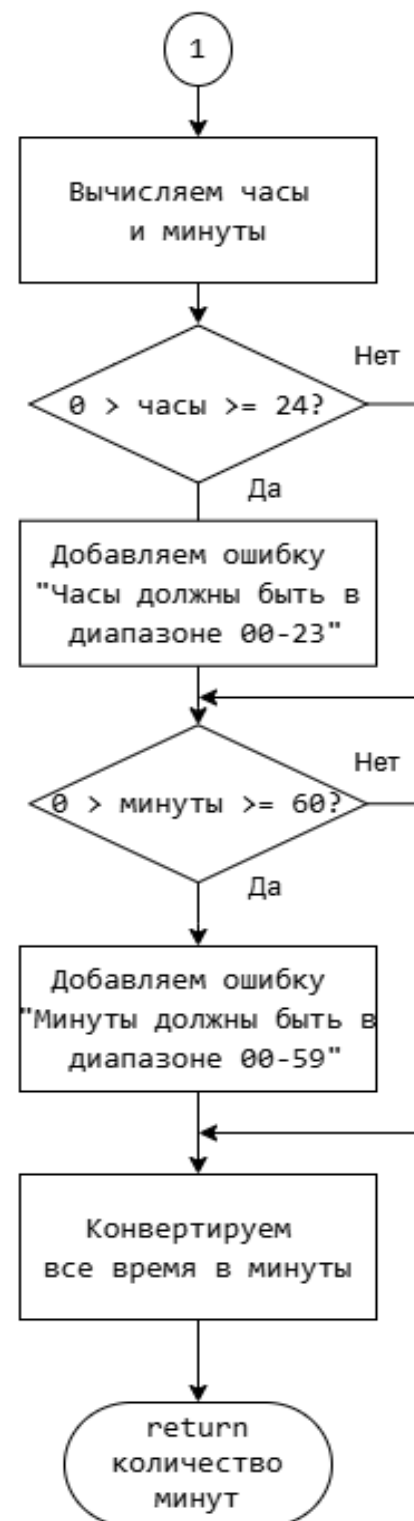 1
Вычисляем часы
и минуты
Нет
0 > часы >= 24?
Да
Добавляем ошибку
"Часы должны быть в
диапазоне 00-23"
Нет
0 > минуты >= 60?
Да
Добавляем ошибку
"Минуты должны быть в
диапазоне 00-59"
Конвертируем
все время в минуты
return
количество
минут